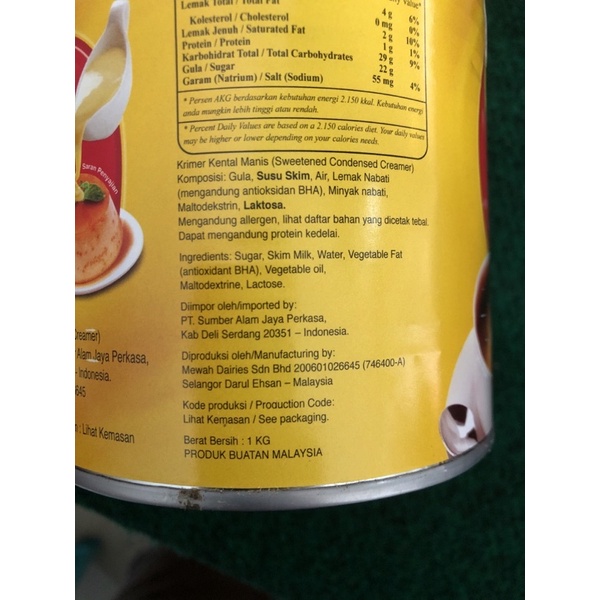 Lemak Total / Total Fat 4 g 6%
Kolesterol / Cholesterol 0 mg 0%
Lemak Jenuh / Saturated Fat 2 g 10%
Protein / Protein 1 g 1%
Karbohidrat Total / Total Carbohydrates 29 g 9%
Gula / Sugar 22 g
Garam (Natrium) / Salt (Sodium) 55 mg 4%
* Persen AKG berdasarkan kebutuhan energi 2.150 kkal. Kebutuhan energi
anda mungkin lebih tinggi atau rendah.
* Percent Daily Values are based on a 2.150 calories diet. Your daily values
may be higher or lower depending on your calories needs.
Saran Penyajian
Krimer Kental Manis (Sweetened Condensed Creamer)
Komposisi: Gula, Susu Skim, Air, Lemak Nabati
(mengandung antioksidan BHA), Minyak nabati,
Maltodekstrin, Laktosa.
Mengandung allergen, lihat daftar bahan yang dicetak tebal.
Dapat mengandung protein kedelai.
Ingredients: Sugar, Skim Milk, Water, Vegetable Fat
(antioxidant BHA), Vegetable oil,
Maltodextrine, Lactose.
Diimpor oleh/imported by:
PT. Sumber Alam Jaya Perkasa,
Kab Deli Serdang 20351 – Indonesia.
Diproduksi oleh/Manufacturing by:
Mewah Dairies Sdn Bhd 200601026645 (746400-A)
Selangor Darul Ehsan – Malaysia
Kode produksi / Production Code:
Lihat Kemasan / See packaging.
Berat Bersih : 1 KG
PRODUK BUATAN MALAYSIA
Creamer)
Alam Jaya Perkasa,
- Indonesia.
: Lihat Kemasan